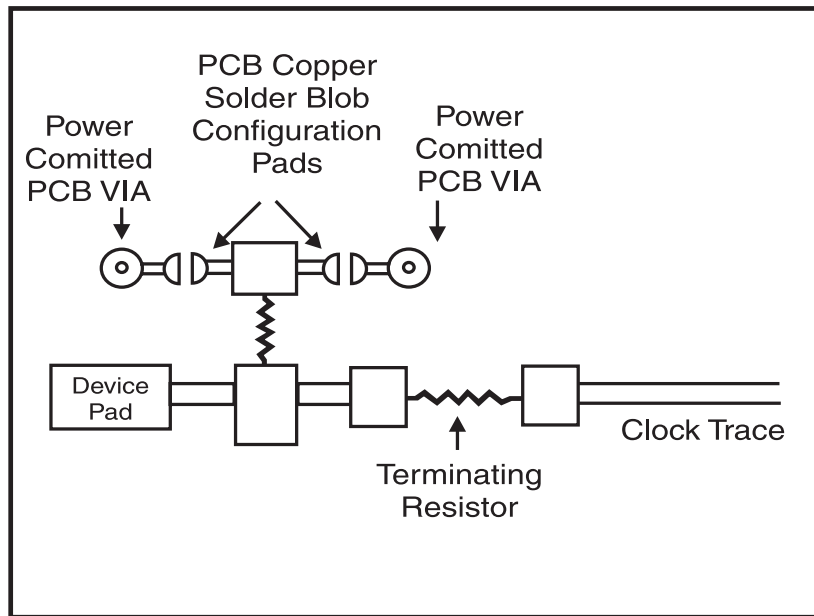 PCB Copper
Solder Blob
Configuration
Pads
Power
Comitted
PCB VIA
Power
Comitted
PCB VIA
Device
Pad
Clock Trace
Terminating
Resistor